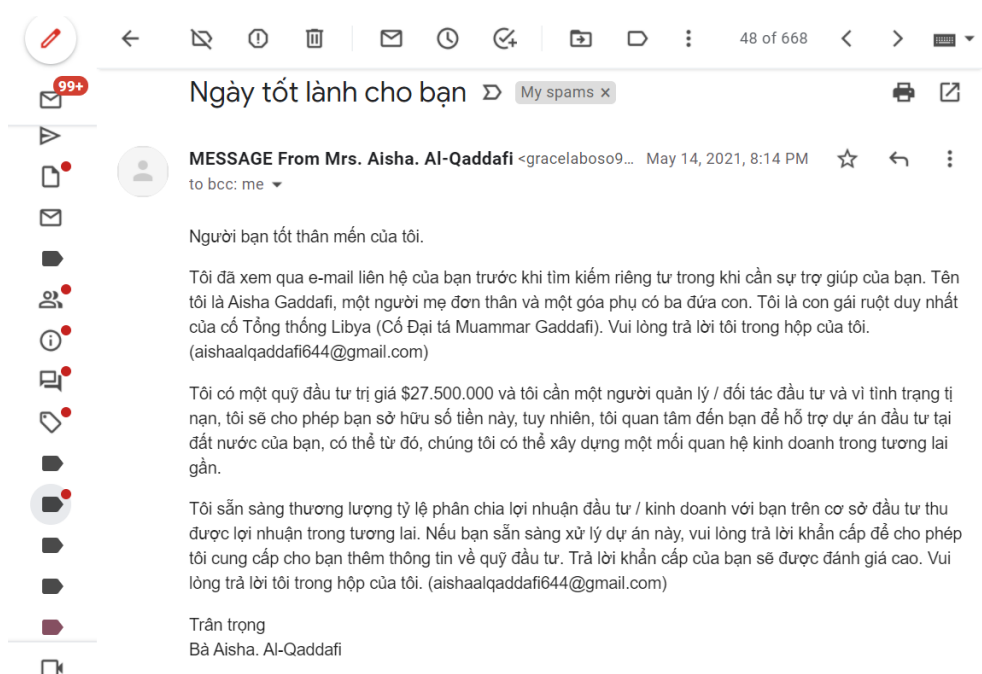 48 of 668
99+
Ngày tốt lành cho bạn My spams ×
MESSAGE From Mrs. Aisha. Al-Qaddafi <gracelaboso9... May 14, 2021, 8:14 PM
to bcc: me
Người bạn tốt thân mến của tôi.
Tôi đã xem qua e-mail liên hệ của bạn trước khi tìm kiếm riêng tư trong khi cần sự trợ giúp của bạn. Tên
tôi là Aisha Gaddafi, một người mẹ đơn thân và một góa phụ có ba đứa con. Tôi là con gái ruột duy nhất
của cố Tổng thống Libya (Cố Đại tá Muammar Gaddafi). Vui lòng trả lời tôi trong hộp của tôi.
(aishaalqaddafi644@gmail.com)
Tôi có một quỹ đầu tư trị giá $27.500.000 và tôi cần một người quản lý / đối tác đầu tư và vì tình trạng tị
nạn, tôi sẽ cho phép bạn sở hữu số tiền này, tuy nhiên, tôi quan tâm đến bạn để hỗ trợ dự án đầu tư tại
đất nước của bạn, có thể từ đó, chúng tôi có thể xây dựng một mối quan hệ kinh doanh trong tương lai
gần.
Tôi sẵn sàng thương lượng tỷ lệ phân chia lợi nhuận đầu tư / kinh doanh với bạn trên cơ sở đầu tư thu
được lợi nhuận trong tương lai. Nếu bạn sẵn sàng xử lý dự án này, vui lòng trả lời khẩn cấp để cho phép
tôi cung cấp cho bạn thêm thông tin về quỹ đầu tư. Trả lời khẩn cấp của bạn sẽ được đánh giá cao. Vui
lòng trả lời tôi trong hộp của tôi. (aishaalqaddafi644@gmail.com)
Trân trọng
Bà Aisha. Al-Qaddafi